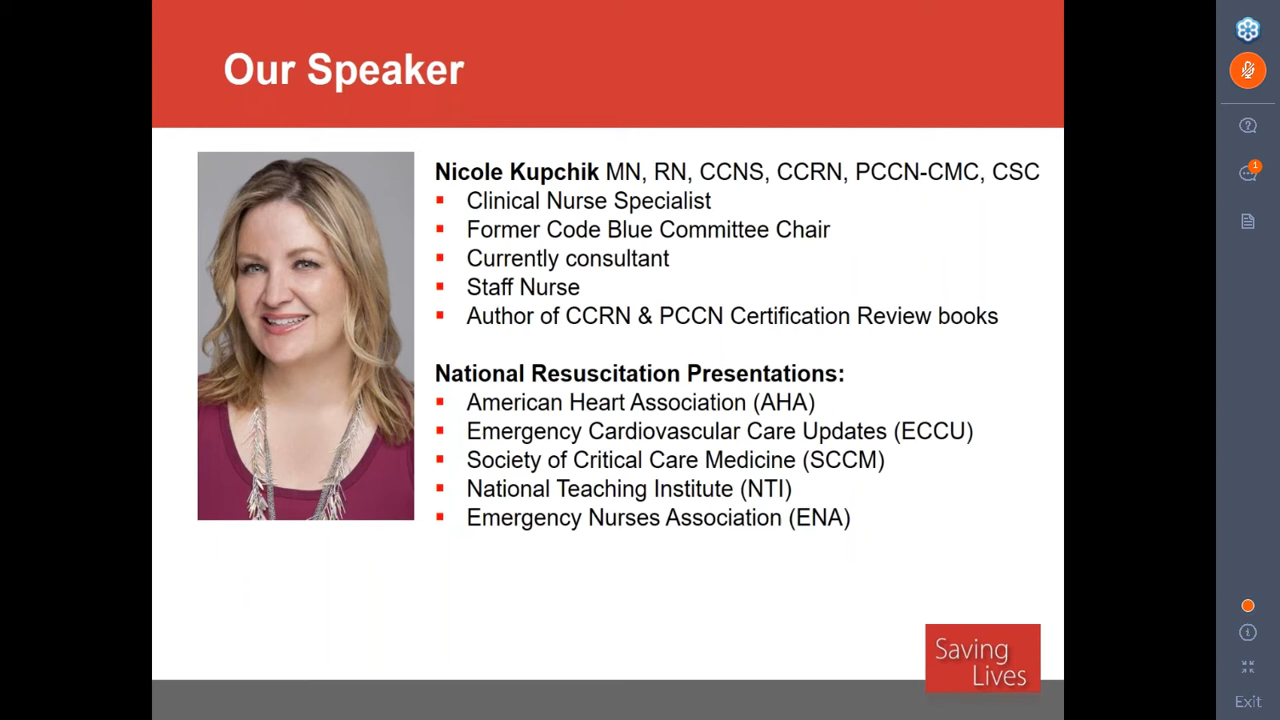 Our Speaker
Nicole Kupchik MN, RN, CCNS, CCRN, PCCN-CMC, CSC
Clinical Nurse Specialist
Former Code Blue Committee Chair
Currently consultant
Staff Nurse
Author of CCRN & PCCN Certification Review books
National Resuscitation Presentations:
American Heart Association (AHA)
Emergency Cardiovascular Care Updates (ECCU)
Society of Critical Care Medicine (SCCM)
National Teaching Institute (NTI)
Emergency Nurses Association (ENA)
Saving
Lives
1
Exit